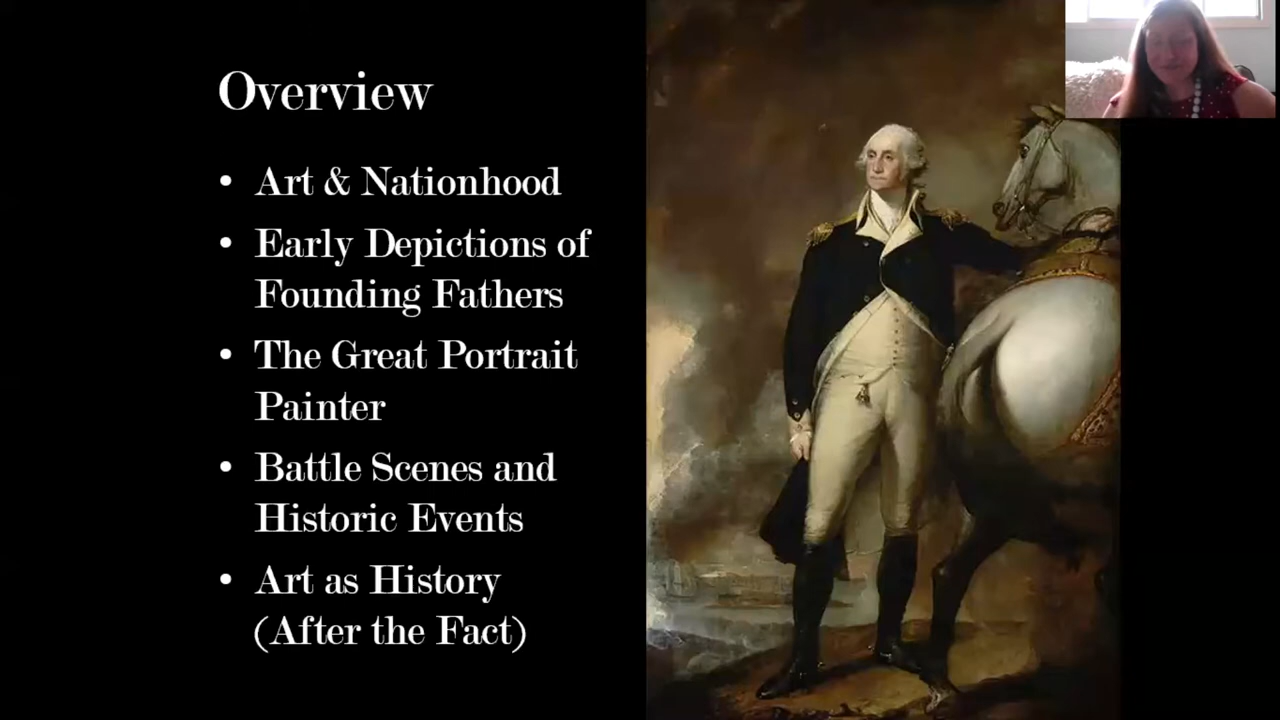 Overview
• Art & Nationhood
• Early Depictions of
Founding Fathers
• The Great Portrait
Painter
• Battle Scenes and
Historic Events
• Art as History
(After the Fact)